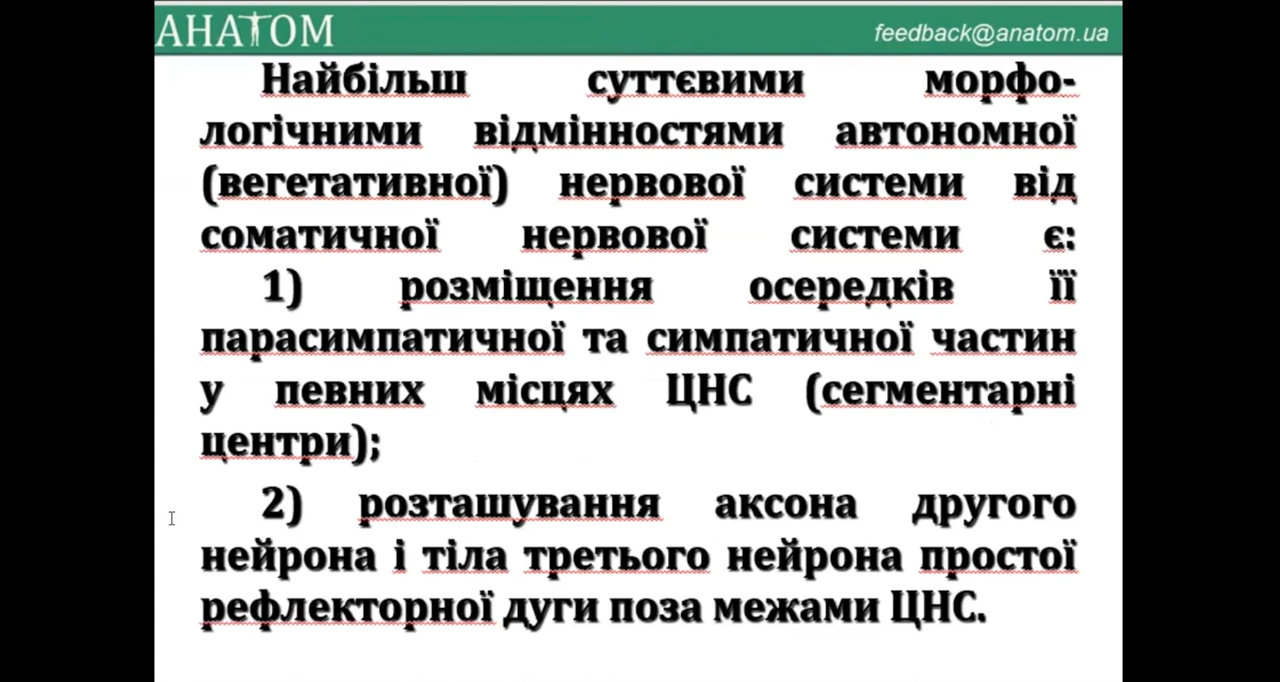 АНАТОМ
feedback@anatom.ua
Найбільш суттєвими морфо-
логічними відмінностями автономної
(вегетативної) нервової системи від
соматичної нервової системи є:
1) розміщення осередків її
парасимпатичної та симпатичної частин
у певних місцях ЦНС (сегментарні
центри);
2) розташування аксона другого
нейрона і тіла третього нейрона простої
рефлекторної дуги поза межами ЦНС.